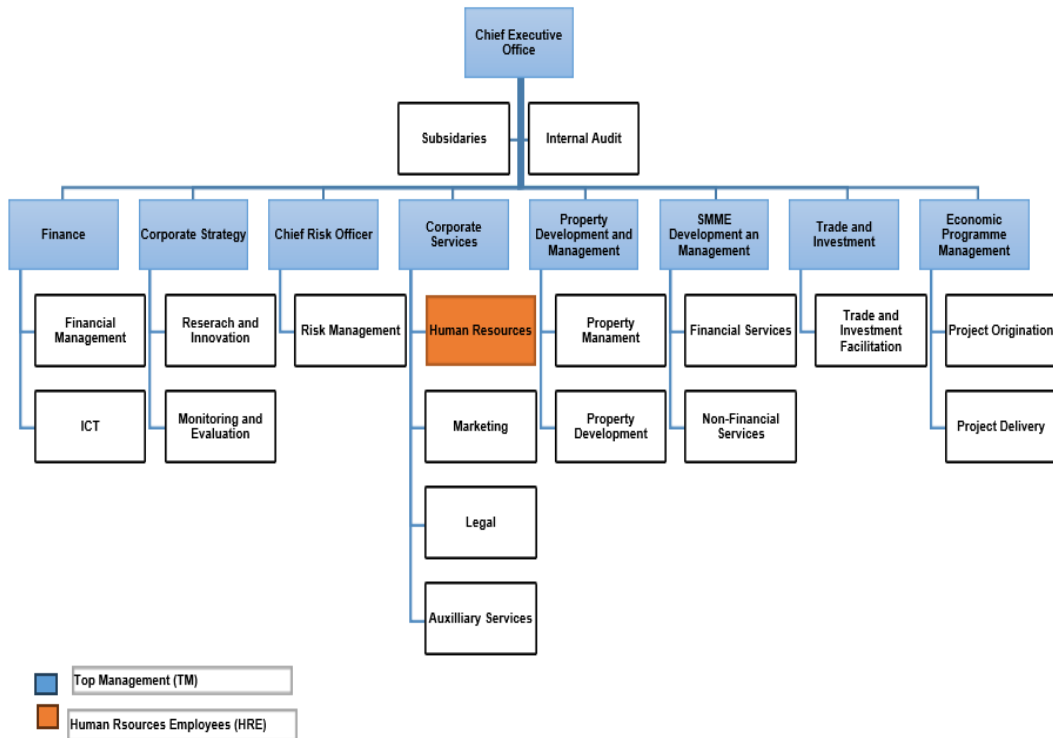 Chief Executive
Office
Subsidaries
Internal Audit
Finance
Corporate Strategy
Chief Risk Officer
Corporate
Services
Property
Development and
Management
SMME
Development an
Management
Trade and
Investment
Economic
Programme
Management
Financial
Management
Reserach and
Innovation
Risk Management
Human Resources
Property
Manament
Financial Services
Trade and
Investment
Facilitation
Project Origination
ICT
Monitoring and
Evaluation
Marketing
Property
Development
Non-Financial
Services
Project Delivery
Legal
Auxilliary Services
Top Management (TM)
Human Rsources Employees (HRE)